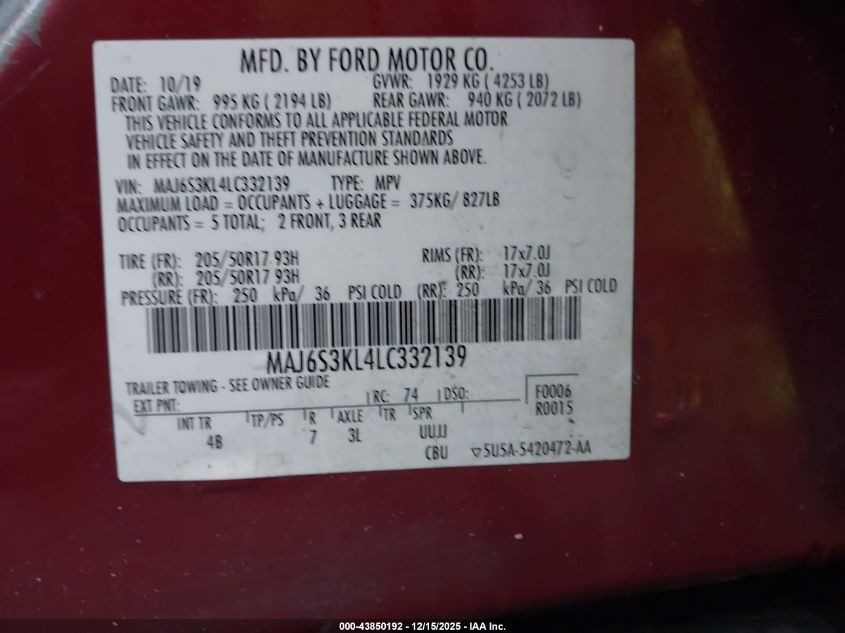 MFD. BY FORD MOTOR CO.
DATE: 10/19 GVWR: 1929 KG ( 4253 LB)
FRONT GAWR: 995 KG ( 2194 LB) REAR GAWR: 940 KG ( 2072 LB)
THIS VEHICLE CONFORMS TO ALL APPLICABLE FEDERAL MOTOR
VEHICLE SAFETY AND THEFT PREVENTION STANDARDS
IN EFFECT ON THE DATE OF MANUFACTURE SHOWN ABOVE.
VIN: MAJ6S3KL4LC332139 TYPE: MPV
MAXIMUM LOAD = OCCUPANTS + LUGGAGE = 375KG/ 827LB
OCCUPANTS = 5 TOTAL; 2 FRONT, 3 REAR
TIRE (FR): 205/50R17 93H RIMS (FR): 17x7.0J
(RR): 205/50R17 93H (RR): 17x7.0J
PRESSURE (FR): 250 kPa/ 36 PSI COLD (RR): 250 kPa/ 36 PSI COLD
MAJ6S3KL4LC332139
TRAILER TOWING - SEE OWNER GUIDE
EXT PNT: RC: 74 DSO: F0006
R0015
INT TR TP/PS R AXLE TR SPR
4B 7 3L UUJJ
CBU 5U5A-5420472-AA
000-43850192 - 12/15/2025 - IAA Inc.